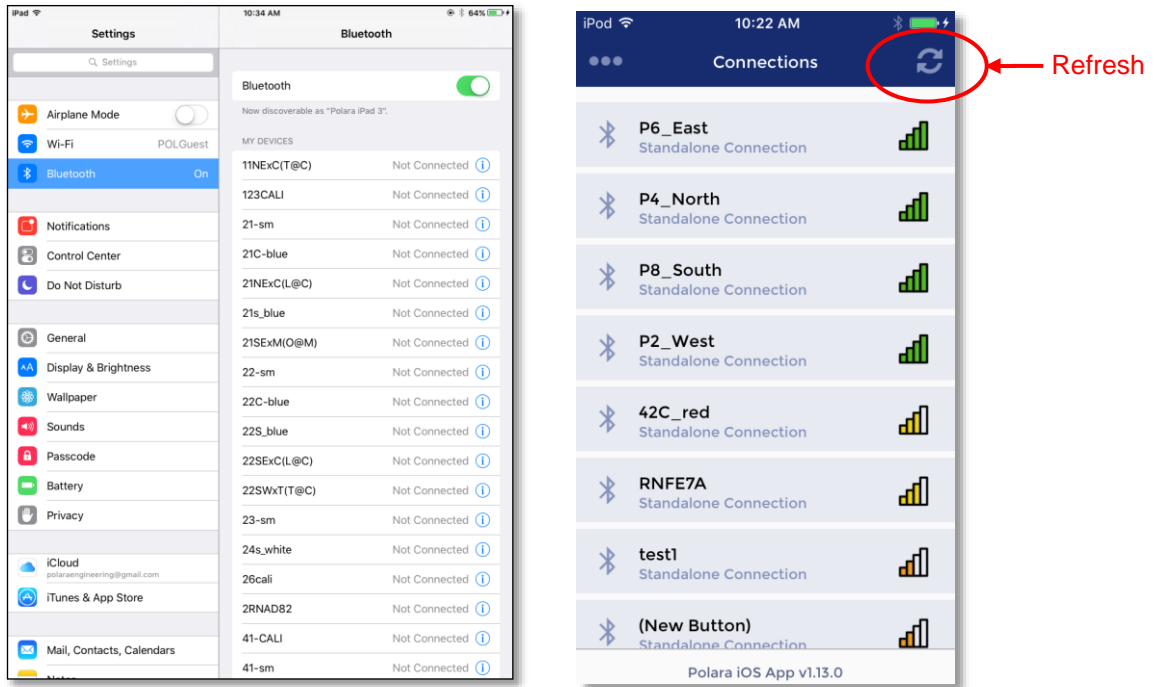 iPad 10:34 AM 64%
Settings
Q Settings
Airplane Mode
Wi-Fi POLGuest
Bluetooth On
Notifications
Control Center
Do Not Disturb
General
Display & Brightness
Wallpaper
Sounds
Passcode
Battery
Privacy
iCloud
polaraengineering@gmail.com
iTunes & App Store
Mail, Contacts, Calendars
Notes
Bluetooth
Bluetooth
Now discoverable as "Polara iPad 3".
MY DEVICES
11NExC(T@C) Not Connected
123CALI Not Connected
21-sm Not Connected
21C-blue Not Connected
21NExC(L@C) Not Connected
21s_blue Not Connected
21SExM(O@M) Not Connected
22-sm Not Connected
22C-blue Not Connected
22S_blue Not Connected
22SExC(L@C) Not Connected
22SWxT(T@C) Not Connected
23-sm Not Connected
24s_white Not Connected
26cali Not Connected
2RNAD82 Not Connected
41-CALI Not Connected
41-sm Not Connected
iPod 10:22 AM
Connections
Refresh
P6_East
Standalone Connection
P4_North
Standalone Connection
P8_South
Standalone Connection
P2_West
Standalone Connection
42C_red
Standalone Connection
RNFE7A
Standalone Connection
test1
Standalone Connection
(New Button)
Standalone Connection
Polara iOS App v1.13.0